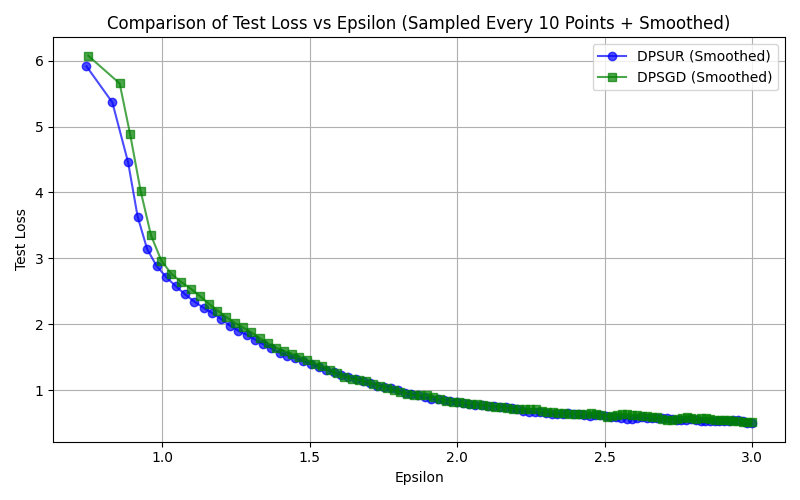 Comparison of Test Loss vs Epsilon (Sampled Every 10 Points + Smoothed)
DPSUR (Smoothed)
DPSGD (Smoothed)
Test Loss
6
5
4
3
2
1
1.0 1.5 2.0 2.5 3.0
Epsilon